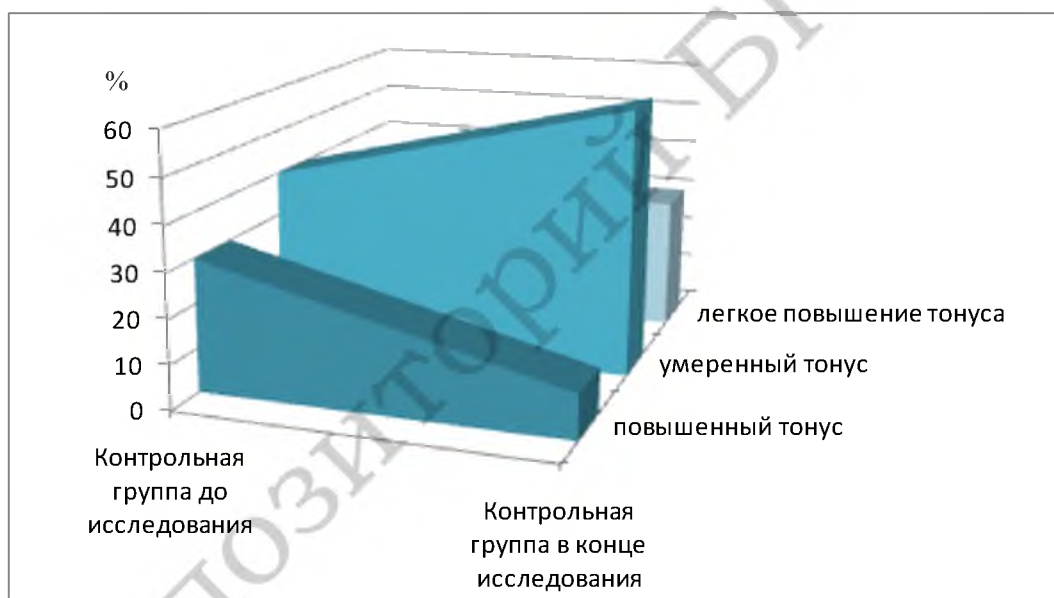 %
60
50
40
30
20
10
0
легкое повышение тонуса
умеренный тонус
повышенный тонус
Контрольная
группа до
исследования
Контрольная
группа в конце
исследования